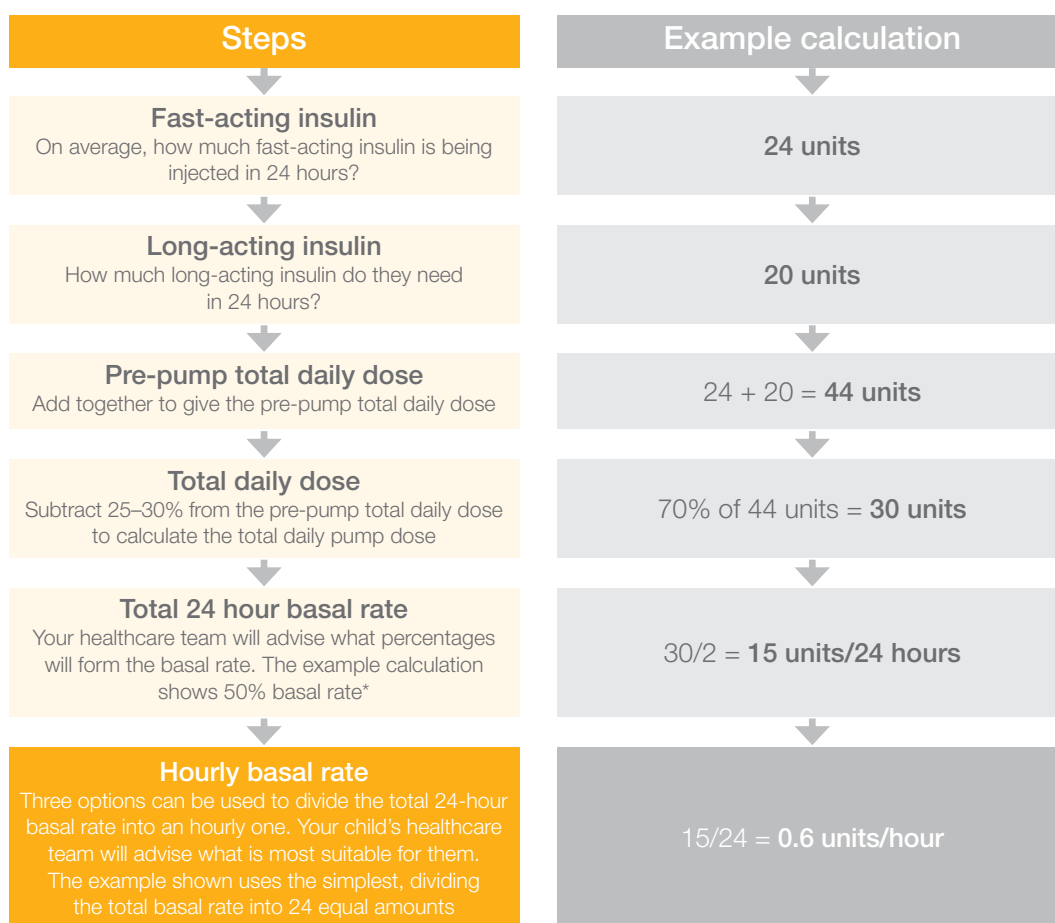 Steps
Example calculation
Fast-acting insulin
On average, how much fast-acting insulin is being
injected in 24 hours?
24 units
Long-acting insulin
How much long-acting insulin do they need
in 24 hours?
20 units
Pre-pump total daily dose
Add together to give the pre-pump total daily dose
24 + 20 = 44 units
Total daily dose
Subtract 25–30% from the pre-pump total daily dose
to calculate the total daily pump dose
70% of 44 units = 30 units
Total 24 hour basal rate
Your healthcare team will advise what percentages
will form the basal rate. The example calculation
shows 50% basal rate*
30/2 = 15 units/24 hours
Hourly basal rate
Three options can be used to divide the total 24-hour
basal rate into an hourly one. Your child’s healthcare
team will advise what is most suitable for them.
The example shown uses the simplest, dividing
the total basal rate into 24 equal amounts
15/24 = 0.6 units/hour